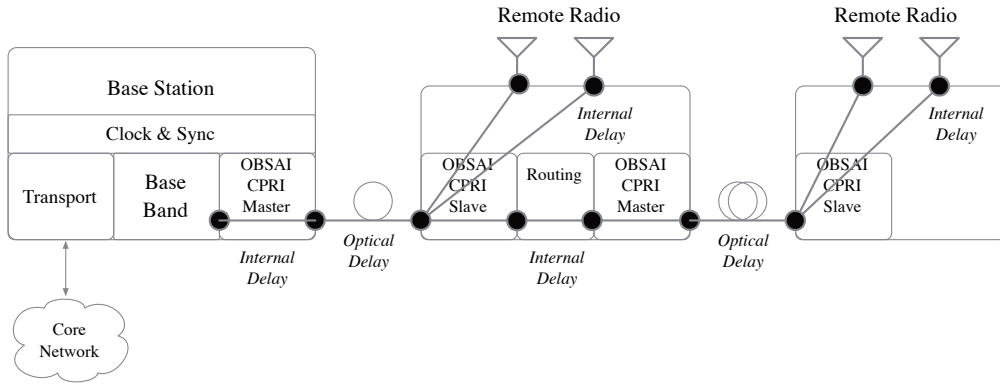 Remote Radio
Remote Radio
Base Station
Clock & Sync
Internal
Delay
Internal
Delay
Transport
Base
Band
OBSAI
CPRI
Master
OBSAI
CPRI
Slave
Routing
OBSAI
CPRI
Master
OBSAI
CPRI
Slave
Optical
Delay
Optical
Delay
Internal
Delay
Internal
Delay
Core
Network